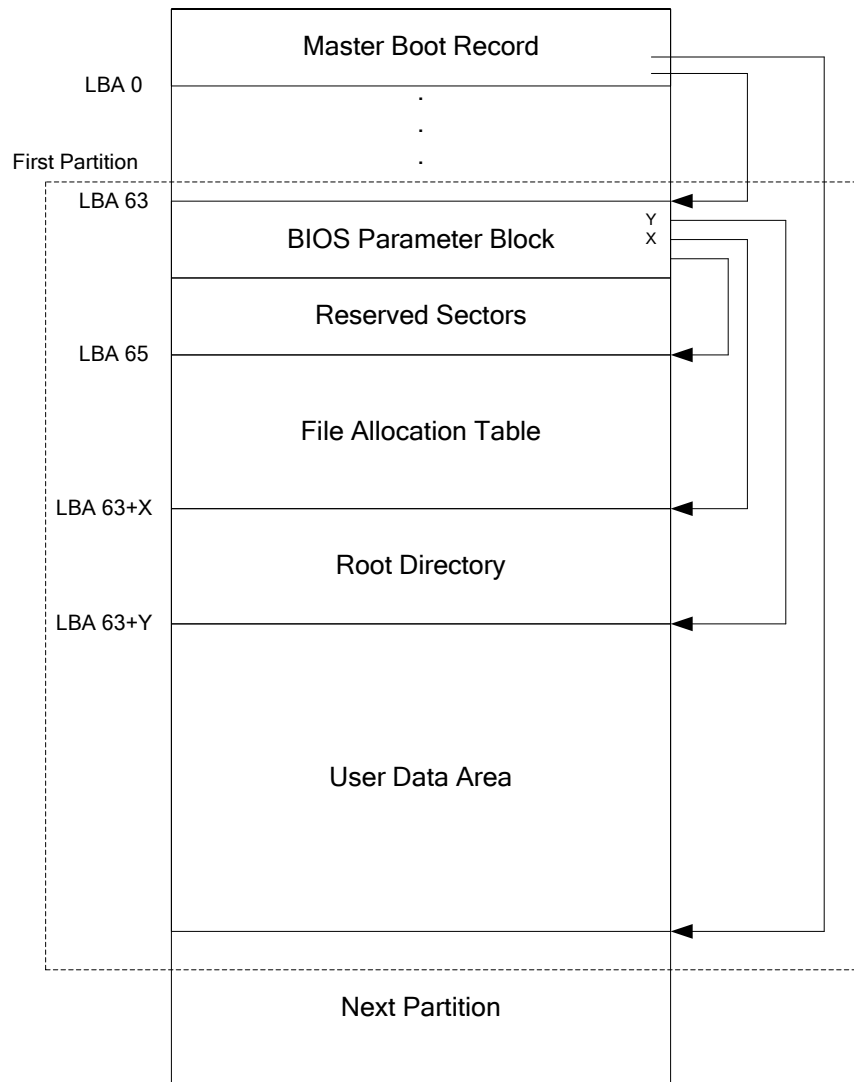 Master Boot Record
LBA 0
.
.
.
First Partition
LBA 63
Y
BIOS Parameter Block
X
Reserved Sectors
LBA 65
File Allocation Table
LBA 63+X
Root Directory
LBA 63+Y
User Data Area
Next Partition